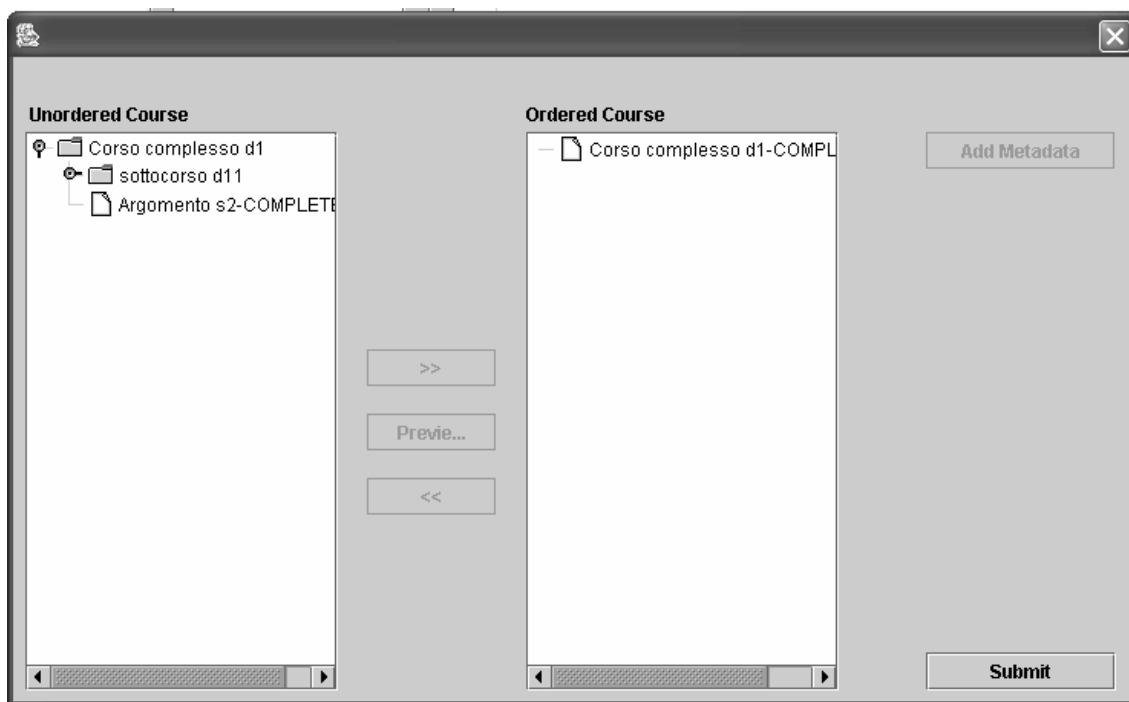 Unordered Course
Corso complesso d1
sottocorso d11
Argomento s2-COMPLETE
>>
Previe...
<<
Ordered Course
Corso complesso d1-COMPL
Add Metadata
Submit